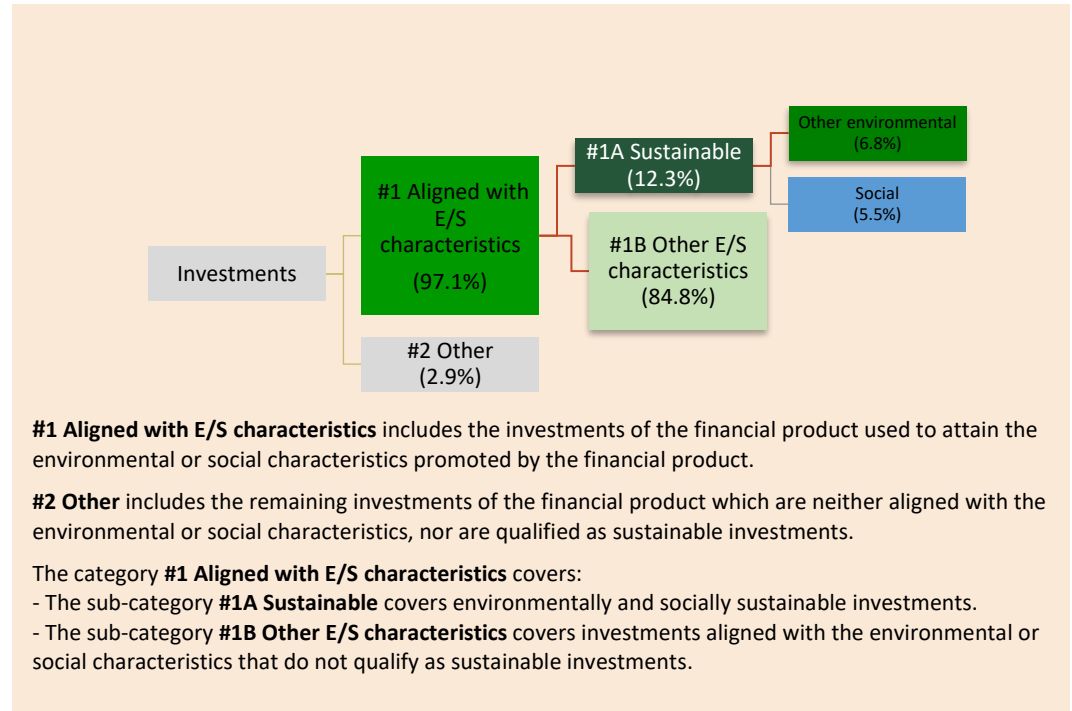 Other environmental
(6.8%)
#1A Sustainable
(12.3%)
#1 Aligned with
E/S
characteristics
(97.1%)
Social
(5.5%)
#1B Other E/S
characteristics
(84.8%)
Investments
#2 Other
(2.9%)
#1 Aligned with E/S characteristics includes the investments of the financial product used to attain the
environmental or social characteristics promoted by the financial product.
#2 Other includes the remaining investments of the financial product which are neither aligned with the
environmental or social characteristics, nor are qualified as sustainable investments.
The category #1 Aligned with E/S characteristics covers:
- The sub-category #1A Sustainable covers environmentally and socially sustainable investments.
- The sub-category #1B Other E/S characteristics covers investments aligned with the environmental or
social characteristics that do not qualify as sustainable investments.